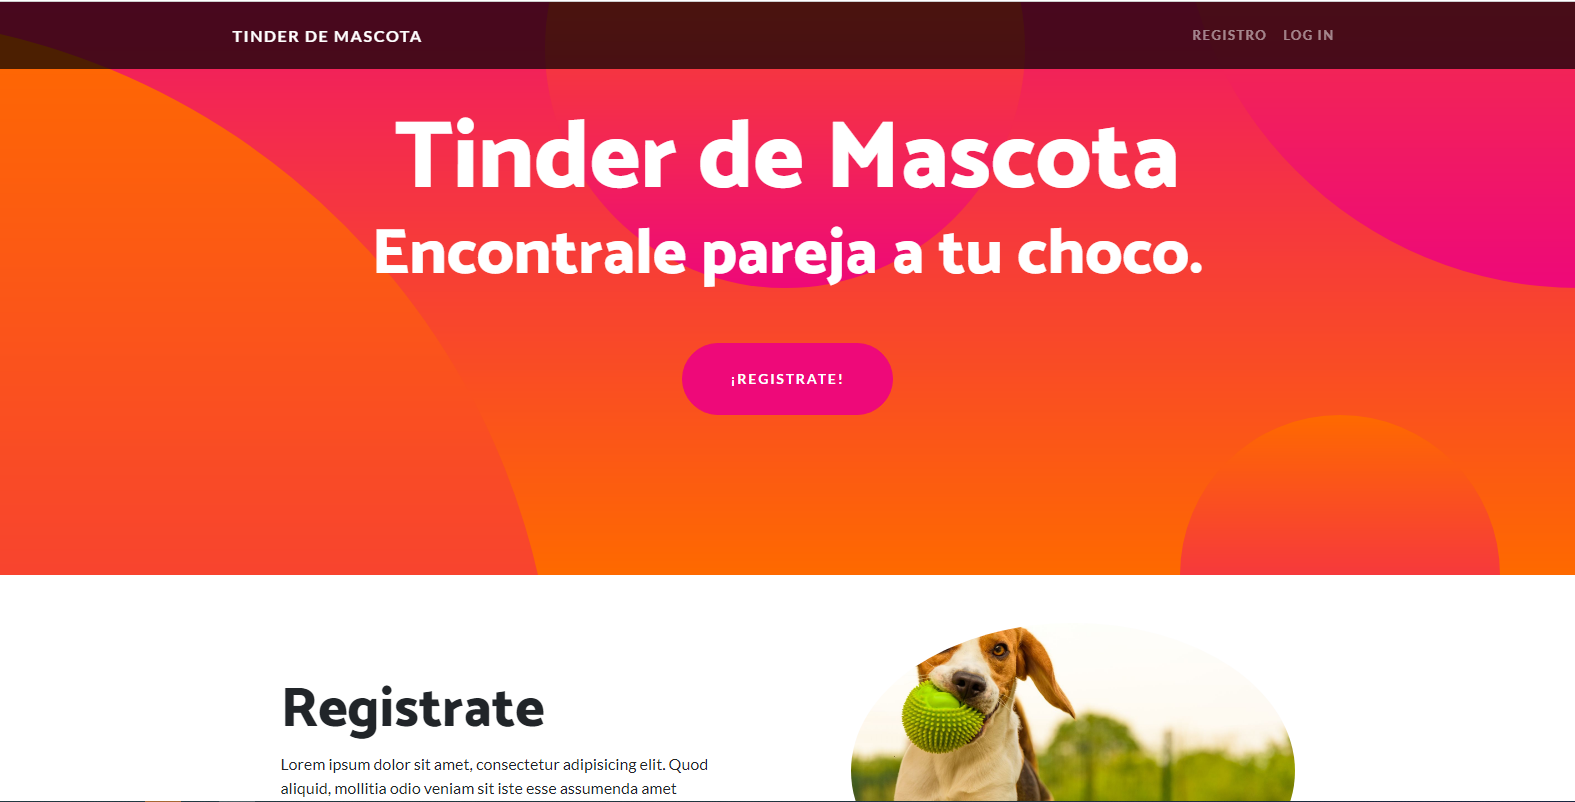 TINDER DE MASCOTA
REGISTRO LOG IN
Tinder de Mascota
Encontrale pareja a tu choco.
¡REGISTRATE!
Registrate
Lorem ipsum dolor sit amet, consectetur adipisicing elit. Quod
aliquid, mollitia odio veniam sit iste esse assumenda amet